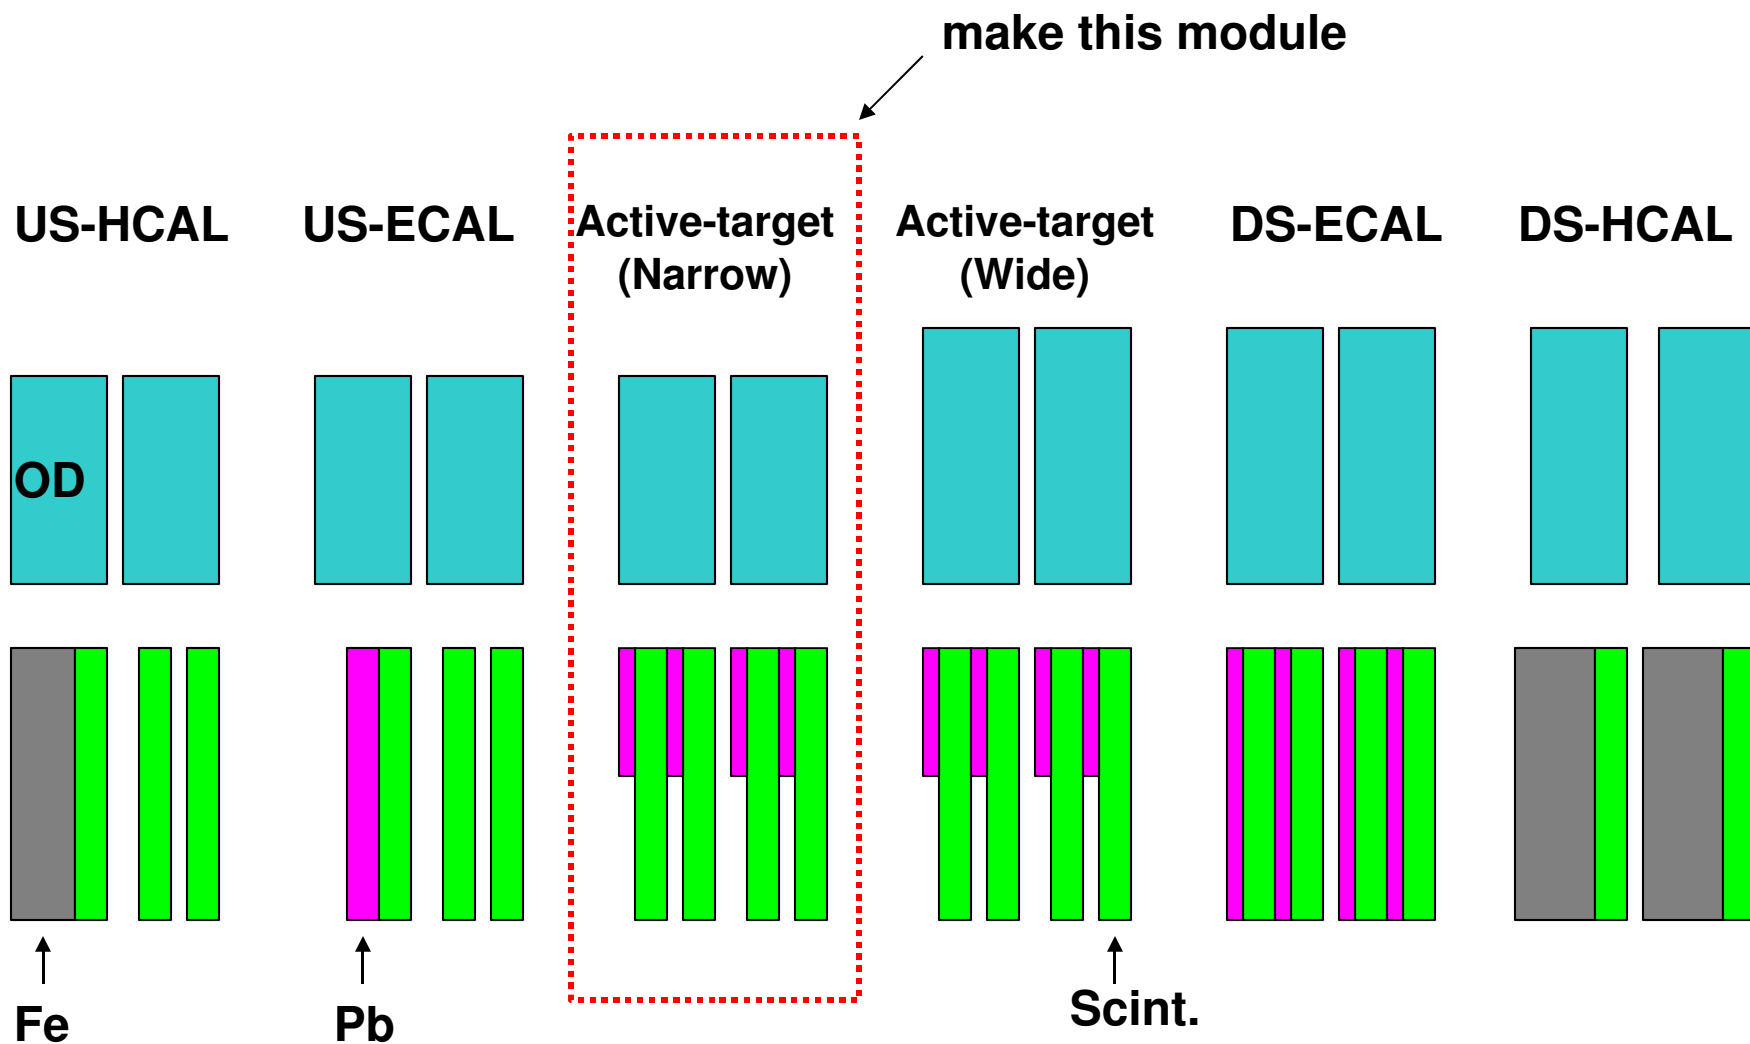 make this module
US-HCAL
US-ECAL
Active-target
(Narrow)
Active-target
(Wide)
DS-ECAL
DS-HCAL
OD
Fe
Pb
Scint.